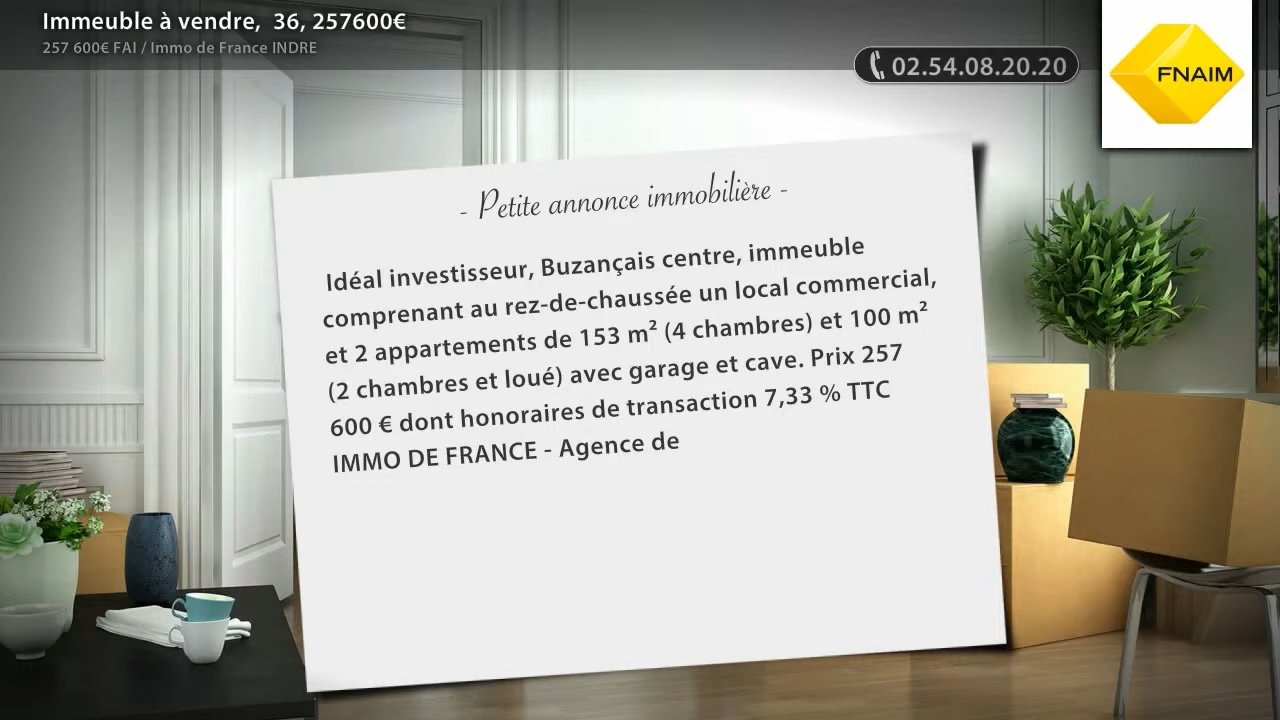 Immeuble à vendre, 36, 257600€
257 600€ FAI / Immo de France INDRE
02.54.08.20.20
FNAIM
- Petite annonce immobilière -
Idéal investisseur, Buzançais centre, immeuble
comprenant au rez-de-chaussée un local commercial,
et 2 appartements de 153 m² (4 chambres) et 100 m²
(2 chambres et loué) avec garage et cave. Prix 257
600 € dont honoraires de transaction 7,33 % TTC
IMMO DE FRANCE - Agence de